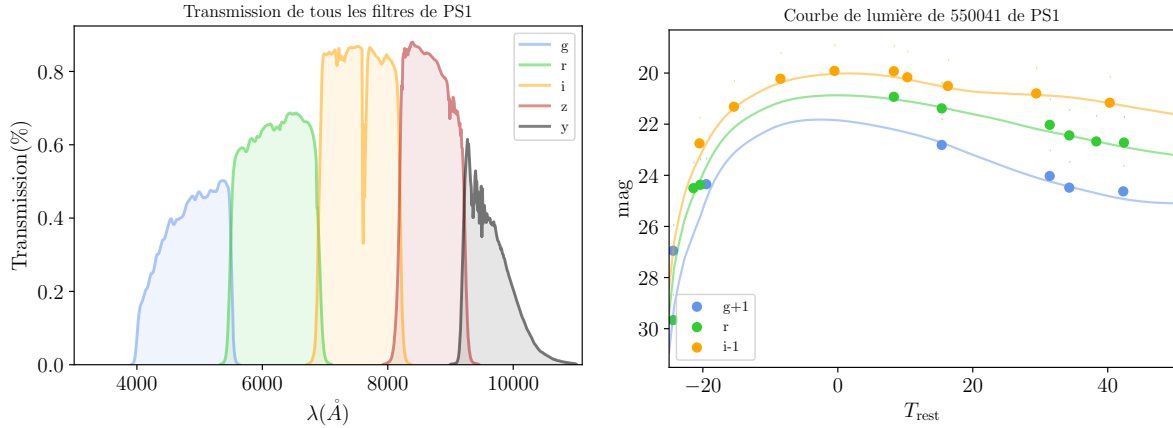 Transmission de tous les filtres de PS1
Transmission(%)
0.8
0.6
0.4
0.2
0.0
4000
6000
8000
10000
λ(Å)
g
r
i
z
y
Courbe de lumière de 550041 de PS1
mag
20
22
24
26
28
30
−20
0
20
40
T_rest
g+1
r
i-1